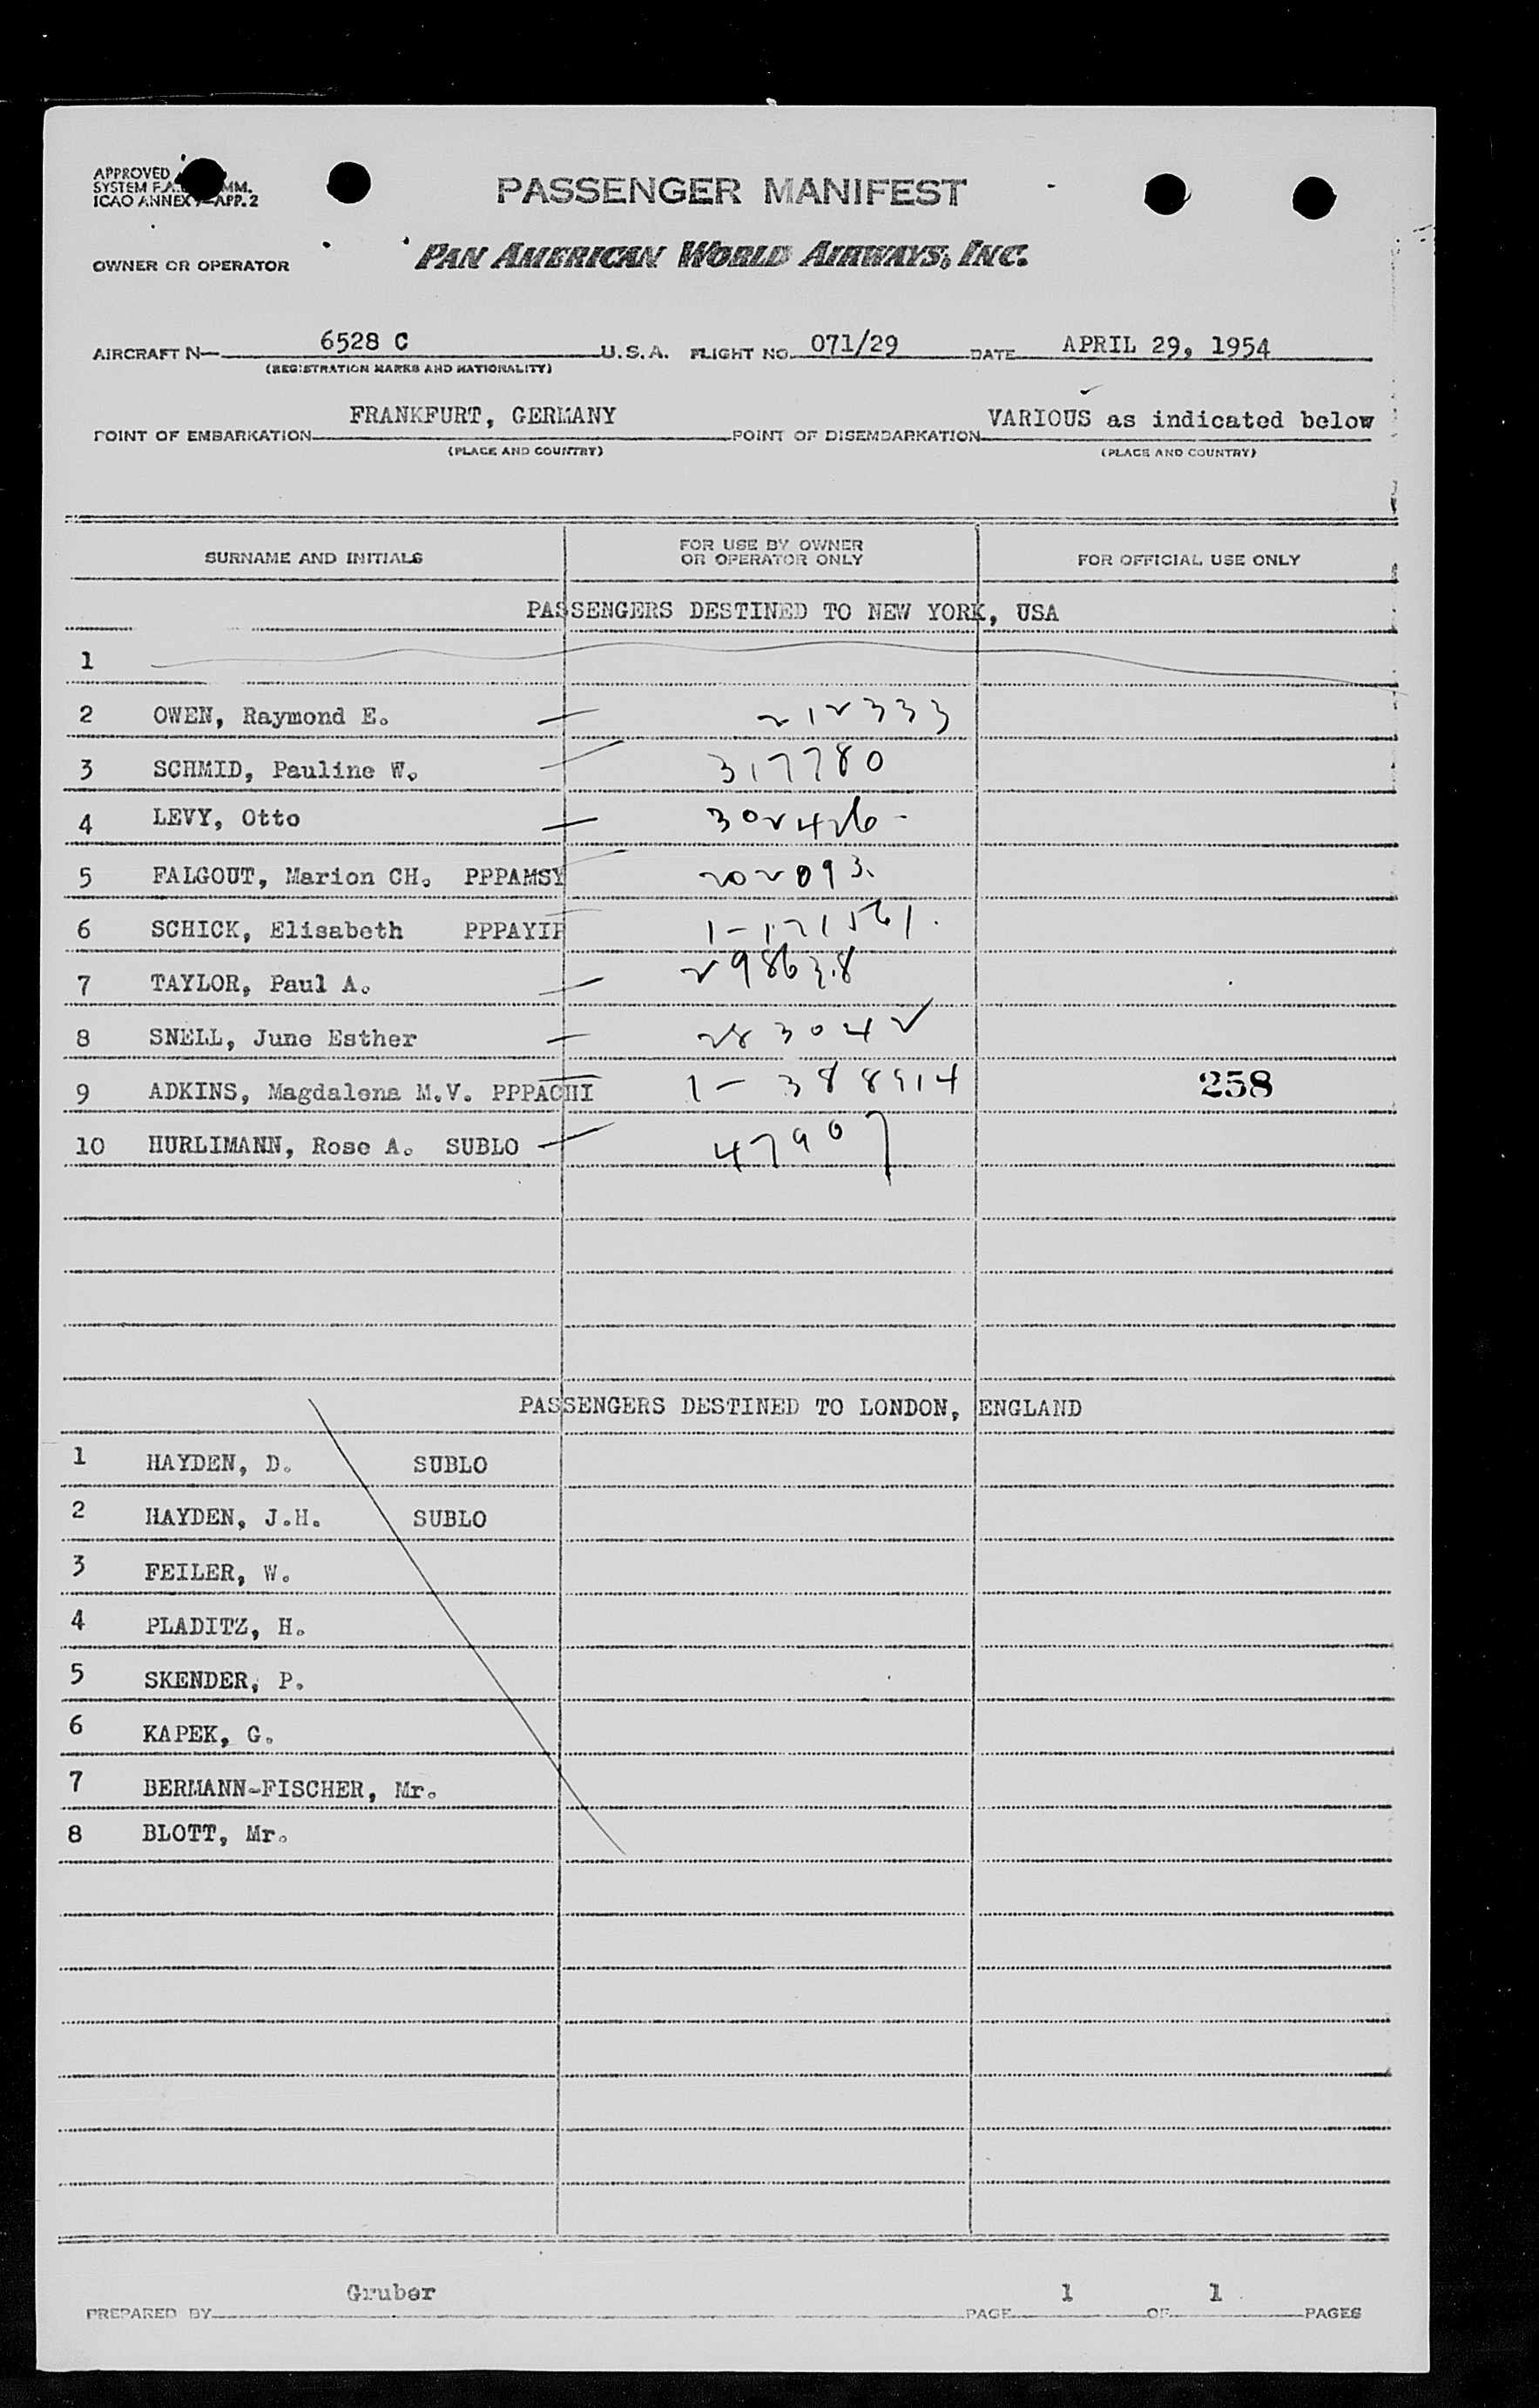 APPROVED
SYSTEM F.A. MM.
ICAO ANNEX APP. 2
PASSENGER MANIFEST
OWNER OR OPERATOR
PAN AMERICAN WORLD AIRWAYS, INC.
AIRCRAFT N— 6528 C U.S.A. FLIGHT NO. 071/29 DATE APRIL 29, 1954
(REGISTRATION MARKS AND NATIONALITY)
POINT OF EMBARKATION FRANKFURT, GERMANY POINT OF DISEMBARKATION VARIOUS as indicated below
(PLACE AND COUNTRY) (PLACE AND COUNTRY)
SURNAME AND INITIALS FOR USE BY OWNER OR OPERATOR ONLY FOR OFFICIAL USE ONLY
PASSENGERS DESTINED TO NEW YORK, USA
1
2 OWEN, Raymond E. 212333
3 SCHMID, Pauline W. 317780
4 LEVY, Otto 302426
5 FALGOUT, Marion CH. PPPAMSY 202093
6 SCHICK, Elisabeth PPPAYIP
7 TAYLOR, Paul A. 298638
8 SNELL, June Esther 283042
9 ADKINS, Magdalena M.V. PPPACHI 1-388914 258
10 HURLIMANN, Rose A. SUBLO 47907
PASSENGERS DESTINED TO LONDON, ENGLAND
1 HAYDEN, D. SUBLO
2 HAYDEN, J.H. SUBLO
3 FEILER, W.
4 PLADITZ, H.
5 SKENDER, P.
6 KAPEK, G.
7 BERMANN-FISCHER, Mr.
8 BLOTT, Mr.
PREPARED BY Gruber PAGE 1 OF 1 PAGES